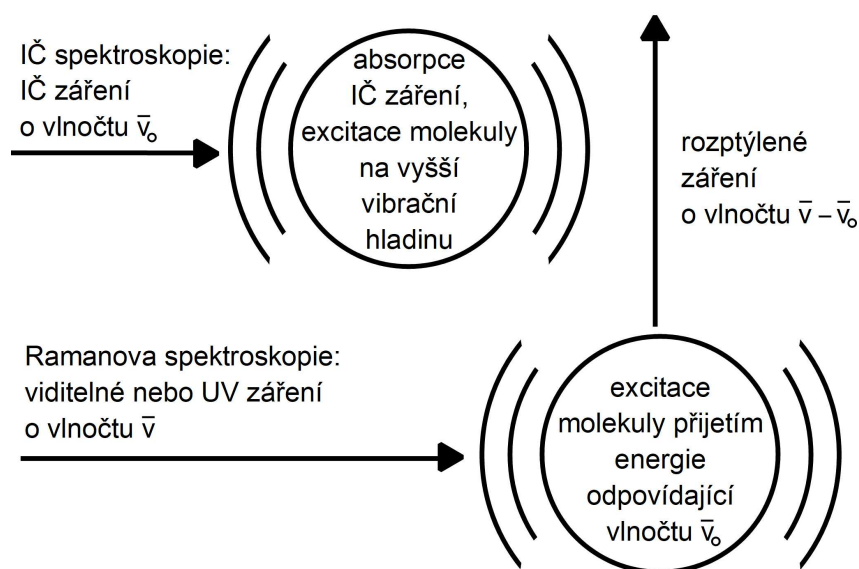 IČ spektroskopie:
IČ záření
o vlnočtu ν̅₀
absorpce
IČ záření,
excitace molekuly
na vyšší
vibrační
hladinu
rozptýlené
záření
o vlnočtu ν̅ – ν̅₀
Ramanova spektroskopie:
viditelné nebo UV záření
o vlnočtu ν̅
excitace
molekuly přijetím
energie
odpovídající
vlnočtu ν̅₀